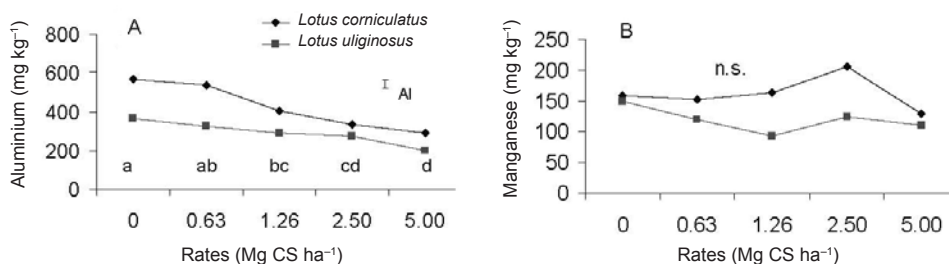 A
Lotus corniculatus
Lotus uliginosus
Aluminium (mg kg⁻¹)
800
600
400
200
0
Al
a ab bc cd d
0 0.63 1.26 2.50 5.00
Rates (Mg CS ha⁻¹)
B
Manganese (mg kg⁻¹)
250
200
150
100
50
0
n.s.
0 0.63 1.26 2.50 5.00
Rates (Mg CS ha⁻¹)